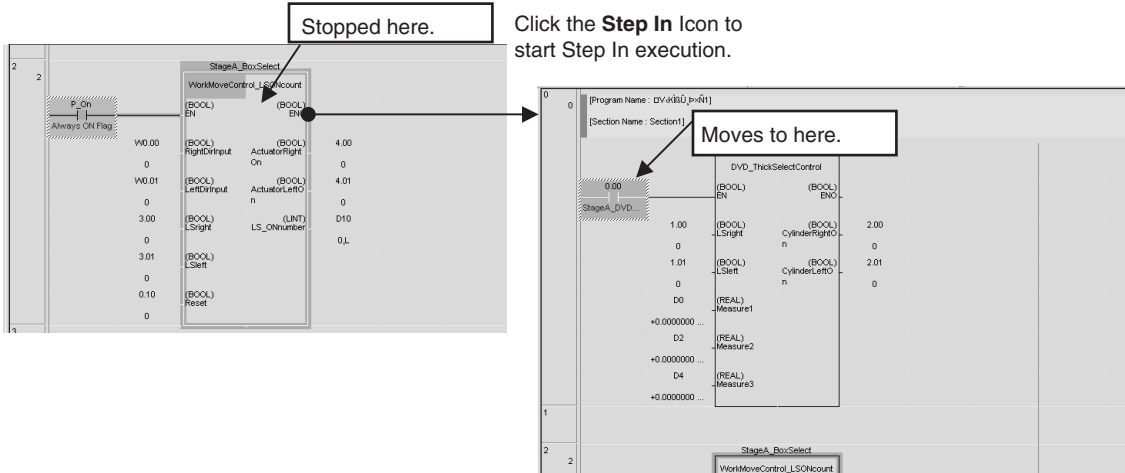 Stopped here.
Click the Step In Icon to
start Step In execution.
2
2
StageA_BoxSelect
WorkMoveControl_LSONcount
P_On
Always ON Flag
(BOOL)
EN
(BOOL)
ENO
W0.00
(BOOL)
RightDirInput
(BOOL)
ActuatorRight
On
4.00
0
0
W0.01
(BOOL)
LeftDirInput
(BOOL)
ActuatorLeftO
n
4.01
0
0
3.00
(BOOL)
LSright
(LINT)
LS_ONnumber
D10
0
0,L
3.01
(BOOL)
LSleft
0
0.10
(BOOL)
Reset
0
3
0
0
[Program Name :
[Section Name : Section1]
Moves to here.
DVD_ThickSelectControl
0.00
StageA_DVD...
(BOOL)
EN
(BOOL)
ENO
1.00
(BOOL)
LSright
(BOOL)
CylinderRightO
n
2.00
0
0
1.01
(BOOL)
LSleft
(BOOL)
CylinderLeftO
n
2.01
0
0
D0
(REAL)
Measure1
+0.0000000 ...
D2
(REAL)
Measure2
+0.0000000 ...
D4
(REAL)
Measure3
+0.0000000 ...
1
2
2
StageA_BoxSelect
WorkMoveControl_LSONcount